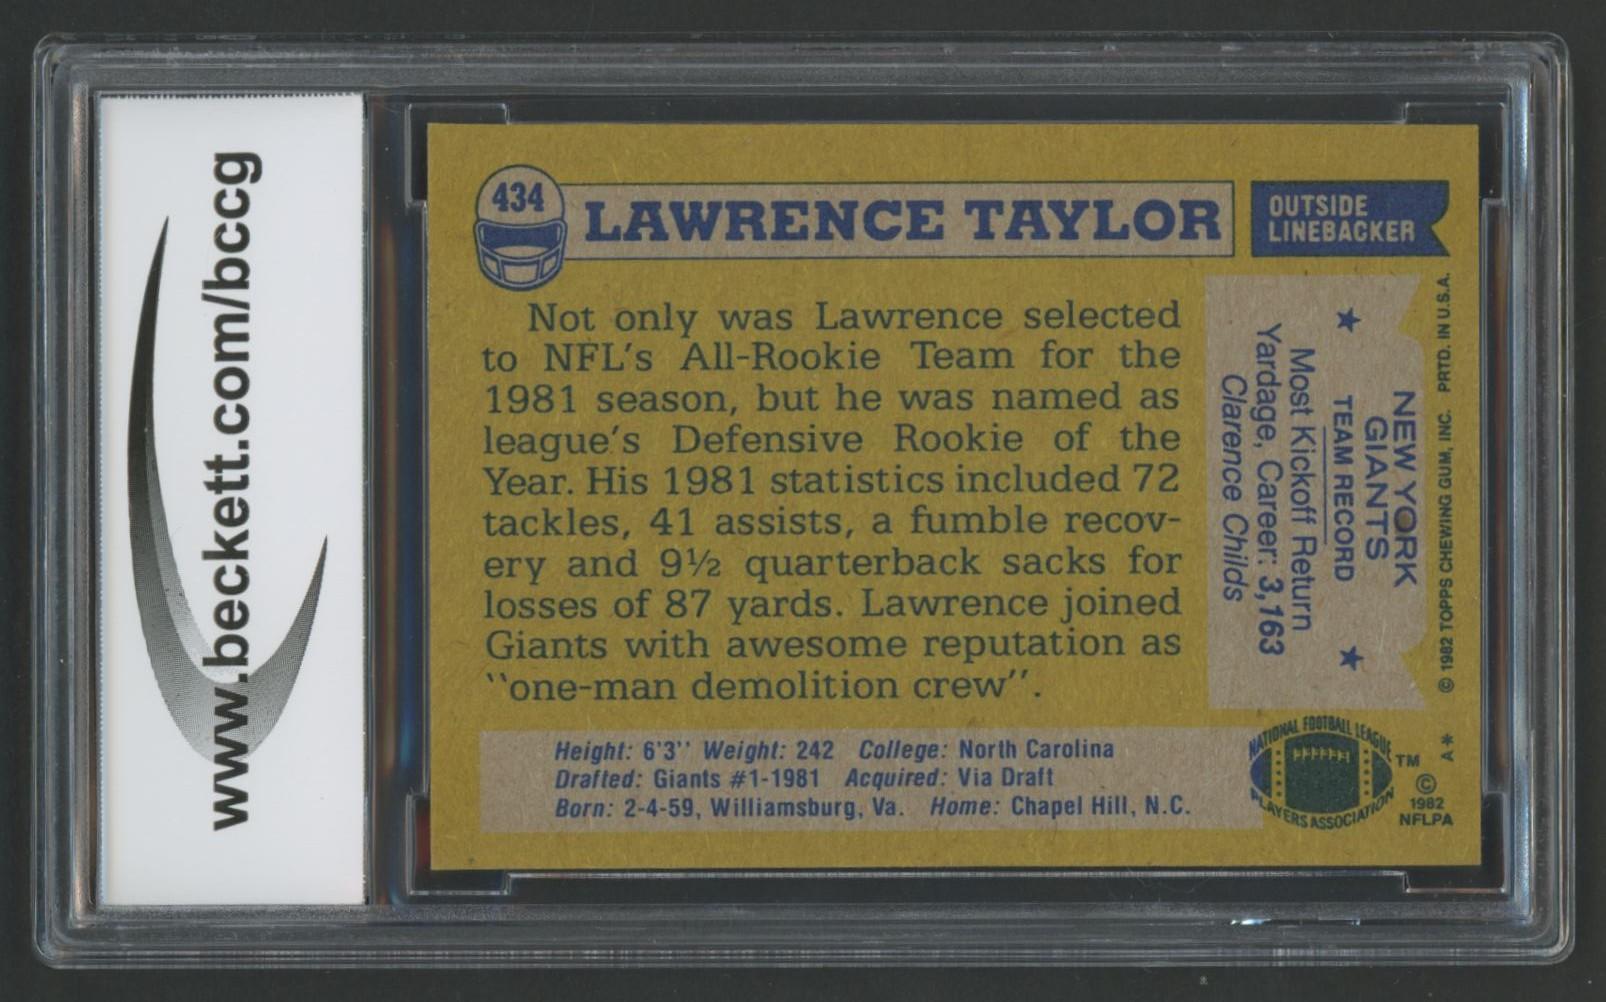 www.beckett.com/bccg
434
LAWRENCE TAYLOR
OUTSIDE
LINEBACKER
Not only was Lawrence selected
to NFL's All-Rookie Team for the
1981 season, but he was named as
league's Defensive Rookie of the
Year. His 1981 statistics included 72
tackles, 41 assists, a fumble recov-
ery and 9½ quarterback sacks for
losses of 87 yards. Lawrence joined
Giants with awesome reputation as
"one-man demolition crew".
NEW YORK
GIANTS
TEAM RECORD
Most Kickoff Return
Yardage, Career: 3,163
Clarence Childs
© 1982 TOPPS CHEWING GUM, INC. PRTD. IN U.S.A.
Height: 6'3" Weight: 242 College: North Carolina
Drafted: Giants #1-1981 Acquired: Via Draft
Born: 2-4-59, Williamsburg, Va. Home: Chapel Hill, N.C.
NATIONAL FOOTBALL LEAGUE
PLAYERS ASSOCIATION
TM
A*
©
1982
NFLPA